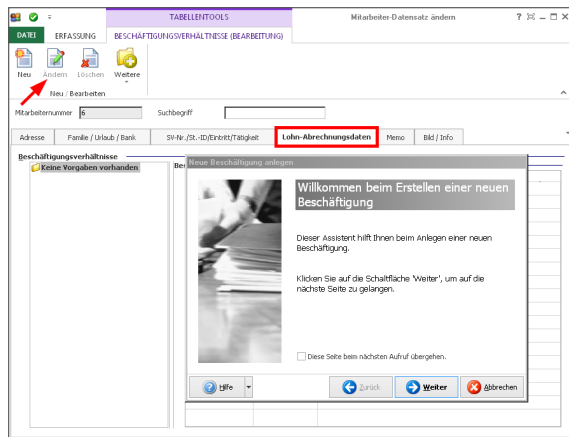 TABELLENTOOLS
Mitarbeiter-Datensatz ändern
DATEI ERFASSUNG BESCHÄFTIGUNGSVERHÄLTNISSE (BEARBEITUNG)
Neu Ändern Löschen Weitere
Neu / Bearbeiten
Mitarbeiternummer 6 Suchbegriff
Adresse Familie / Urlaub / Bank SV-Nr./St.-ID/Eintritt/Tätigkeit Lohn-Abrechnungsdaten Memo Bild / Info
Beschäftigungsverhältnisse
Keine Vorgaben vorhanden
Neue Beschäftigung anlegen
Willkommen beim Erstellen einer neuen
Beschäftigung
Dieser Assistent hilft Ihnen beim Anlegen einer neuen
Beschäftigung.
Klicken Sie auf die Schaltfläche 'Weiter', um auf die
nächste Seite zu gelangen.
Diese Seite beim nächsten Aufruf übergehen.
Hilfe Zurück Weiter Abbrechen